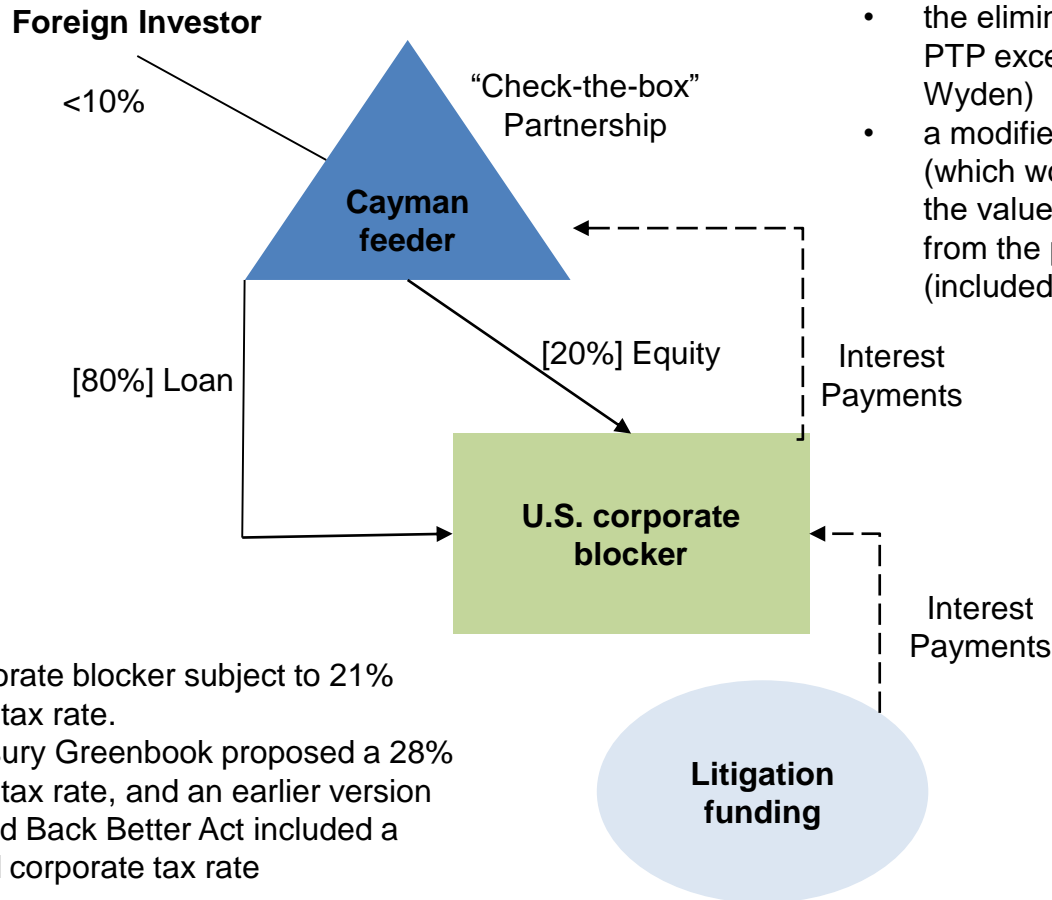 Foreign Investor
<10%
“Check-the-box”
Partnership
Cayman
feeder
• the elimin
PTP exce
Wyden)
• a modifie
(which wo
the value
from the p
(included
[80%] Loan
[20%] Equity
Interest
Payments
U.S. corporate
blocker
Interest
Payments
orate blocker subject to 21%
tax rate.
sury Greenbook proposed a 28%
tax rate, and an earlier version
d Back Better Act included a
corporate tax rate
Litigation
funding